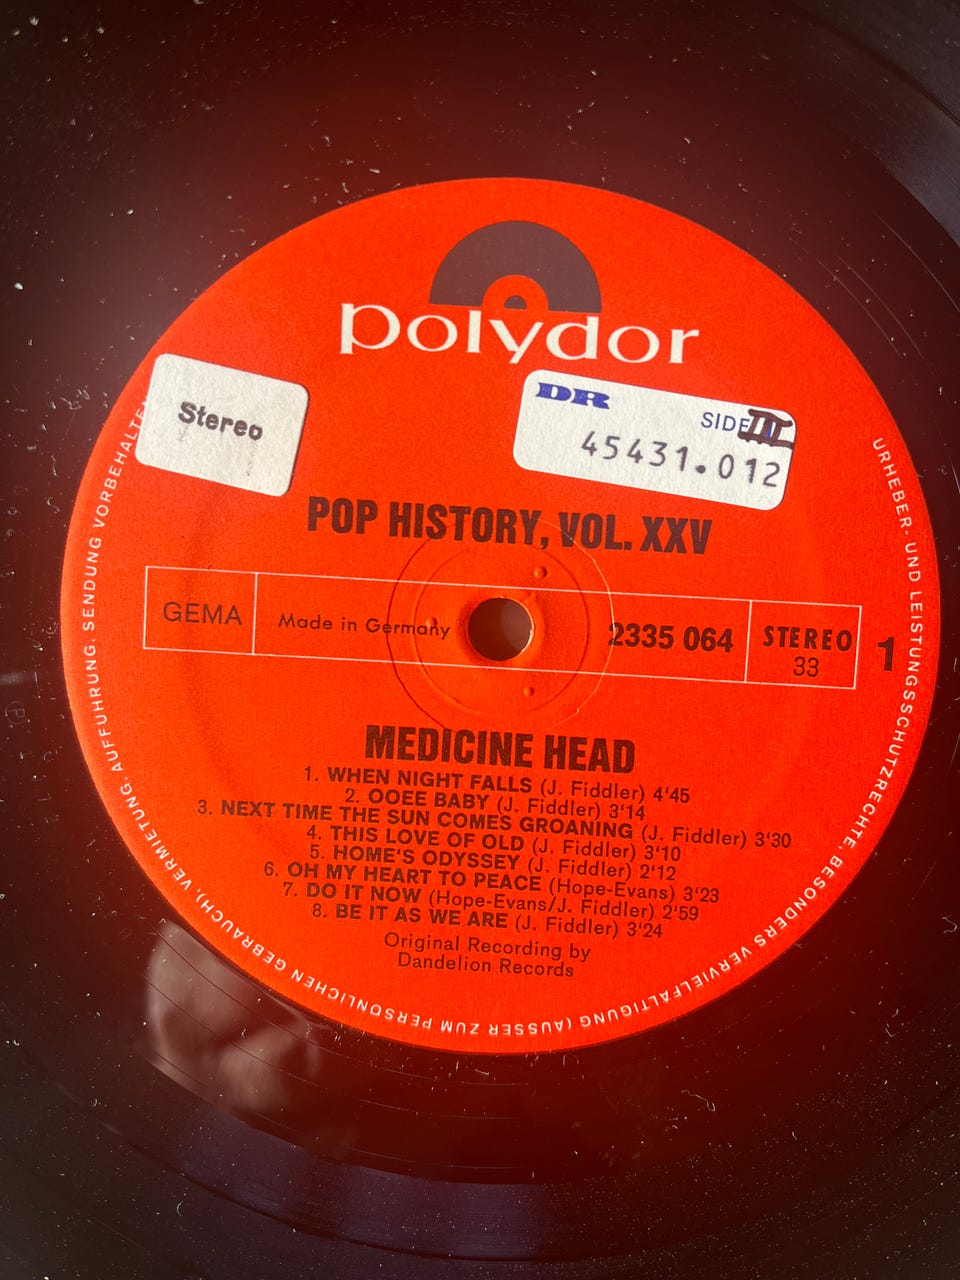 polydor
Stereo
DR
SIDE III
45431.012
POP HISTORY, VOL. XXV
GEMA
Made in Germany
2335 064
STEREO
33
1
MEDICINE HEAD
1. WHEN NIGHT FALLS (J. Fiddler) 4'45
2. OOEE BABY (J. Fiddler) 3'14
3. NEXT TIME THE SUN COMES GROANING (J. Fiddler) 3'30
4. THIS LOVE OF OLD (J. Fiddler) 3'10
5. HOME'S ODYSSEY (J. Fiddler) 2'12
6. OH MY HEART TO PEACE (Hope-Evans) 3'23
7. DO IT NOW (Hope-Evans/J. Fiddler) 2'59
8. BE IT AS WE ARE (J. Fiddler) 3'24
Original Recording by
Dandelion Records
URHEBER- UND LEISTUNGSSCHUTZRECHTE, BESONDERS VERVIELFÄLTIGUNG (AUSSER ZUM PERSÖNLICHEN GEBRAUCH), VERMIETUNG, AUFFÜHRUNG, SENDUNG VORBEHALTEN